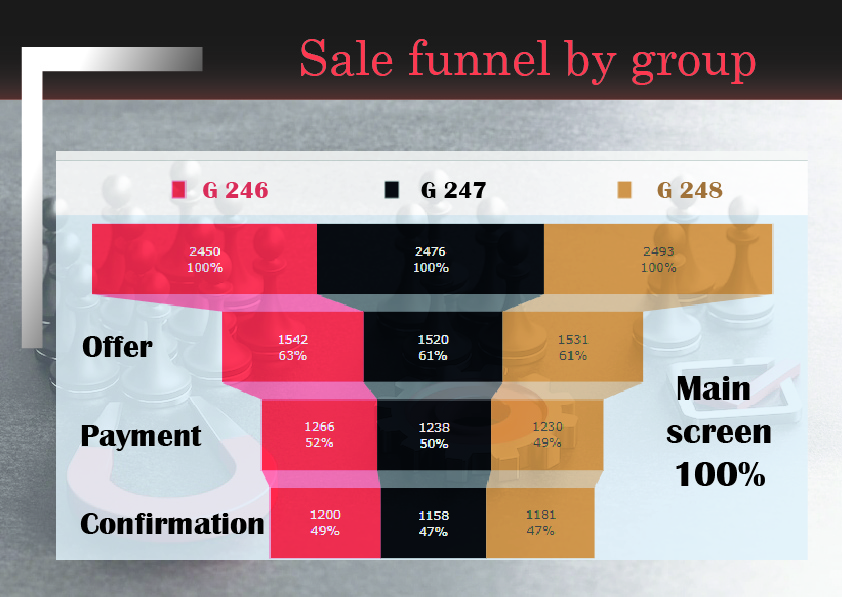 Sale funnel by group
G 246 G 247 G 248
2450 2476 2493
100% 100% 100%
Offer
1542 1520 1531
63% 61% 61%
Main
screen
100%
Payment
1266 1238 1230
52% 50% 49%
Confirmation
1200 1158 1181
49% 47% 47%